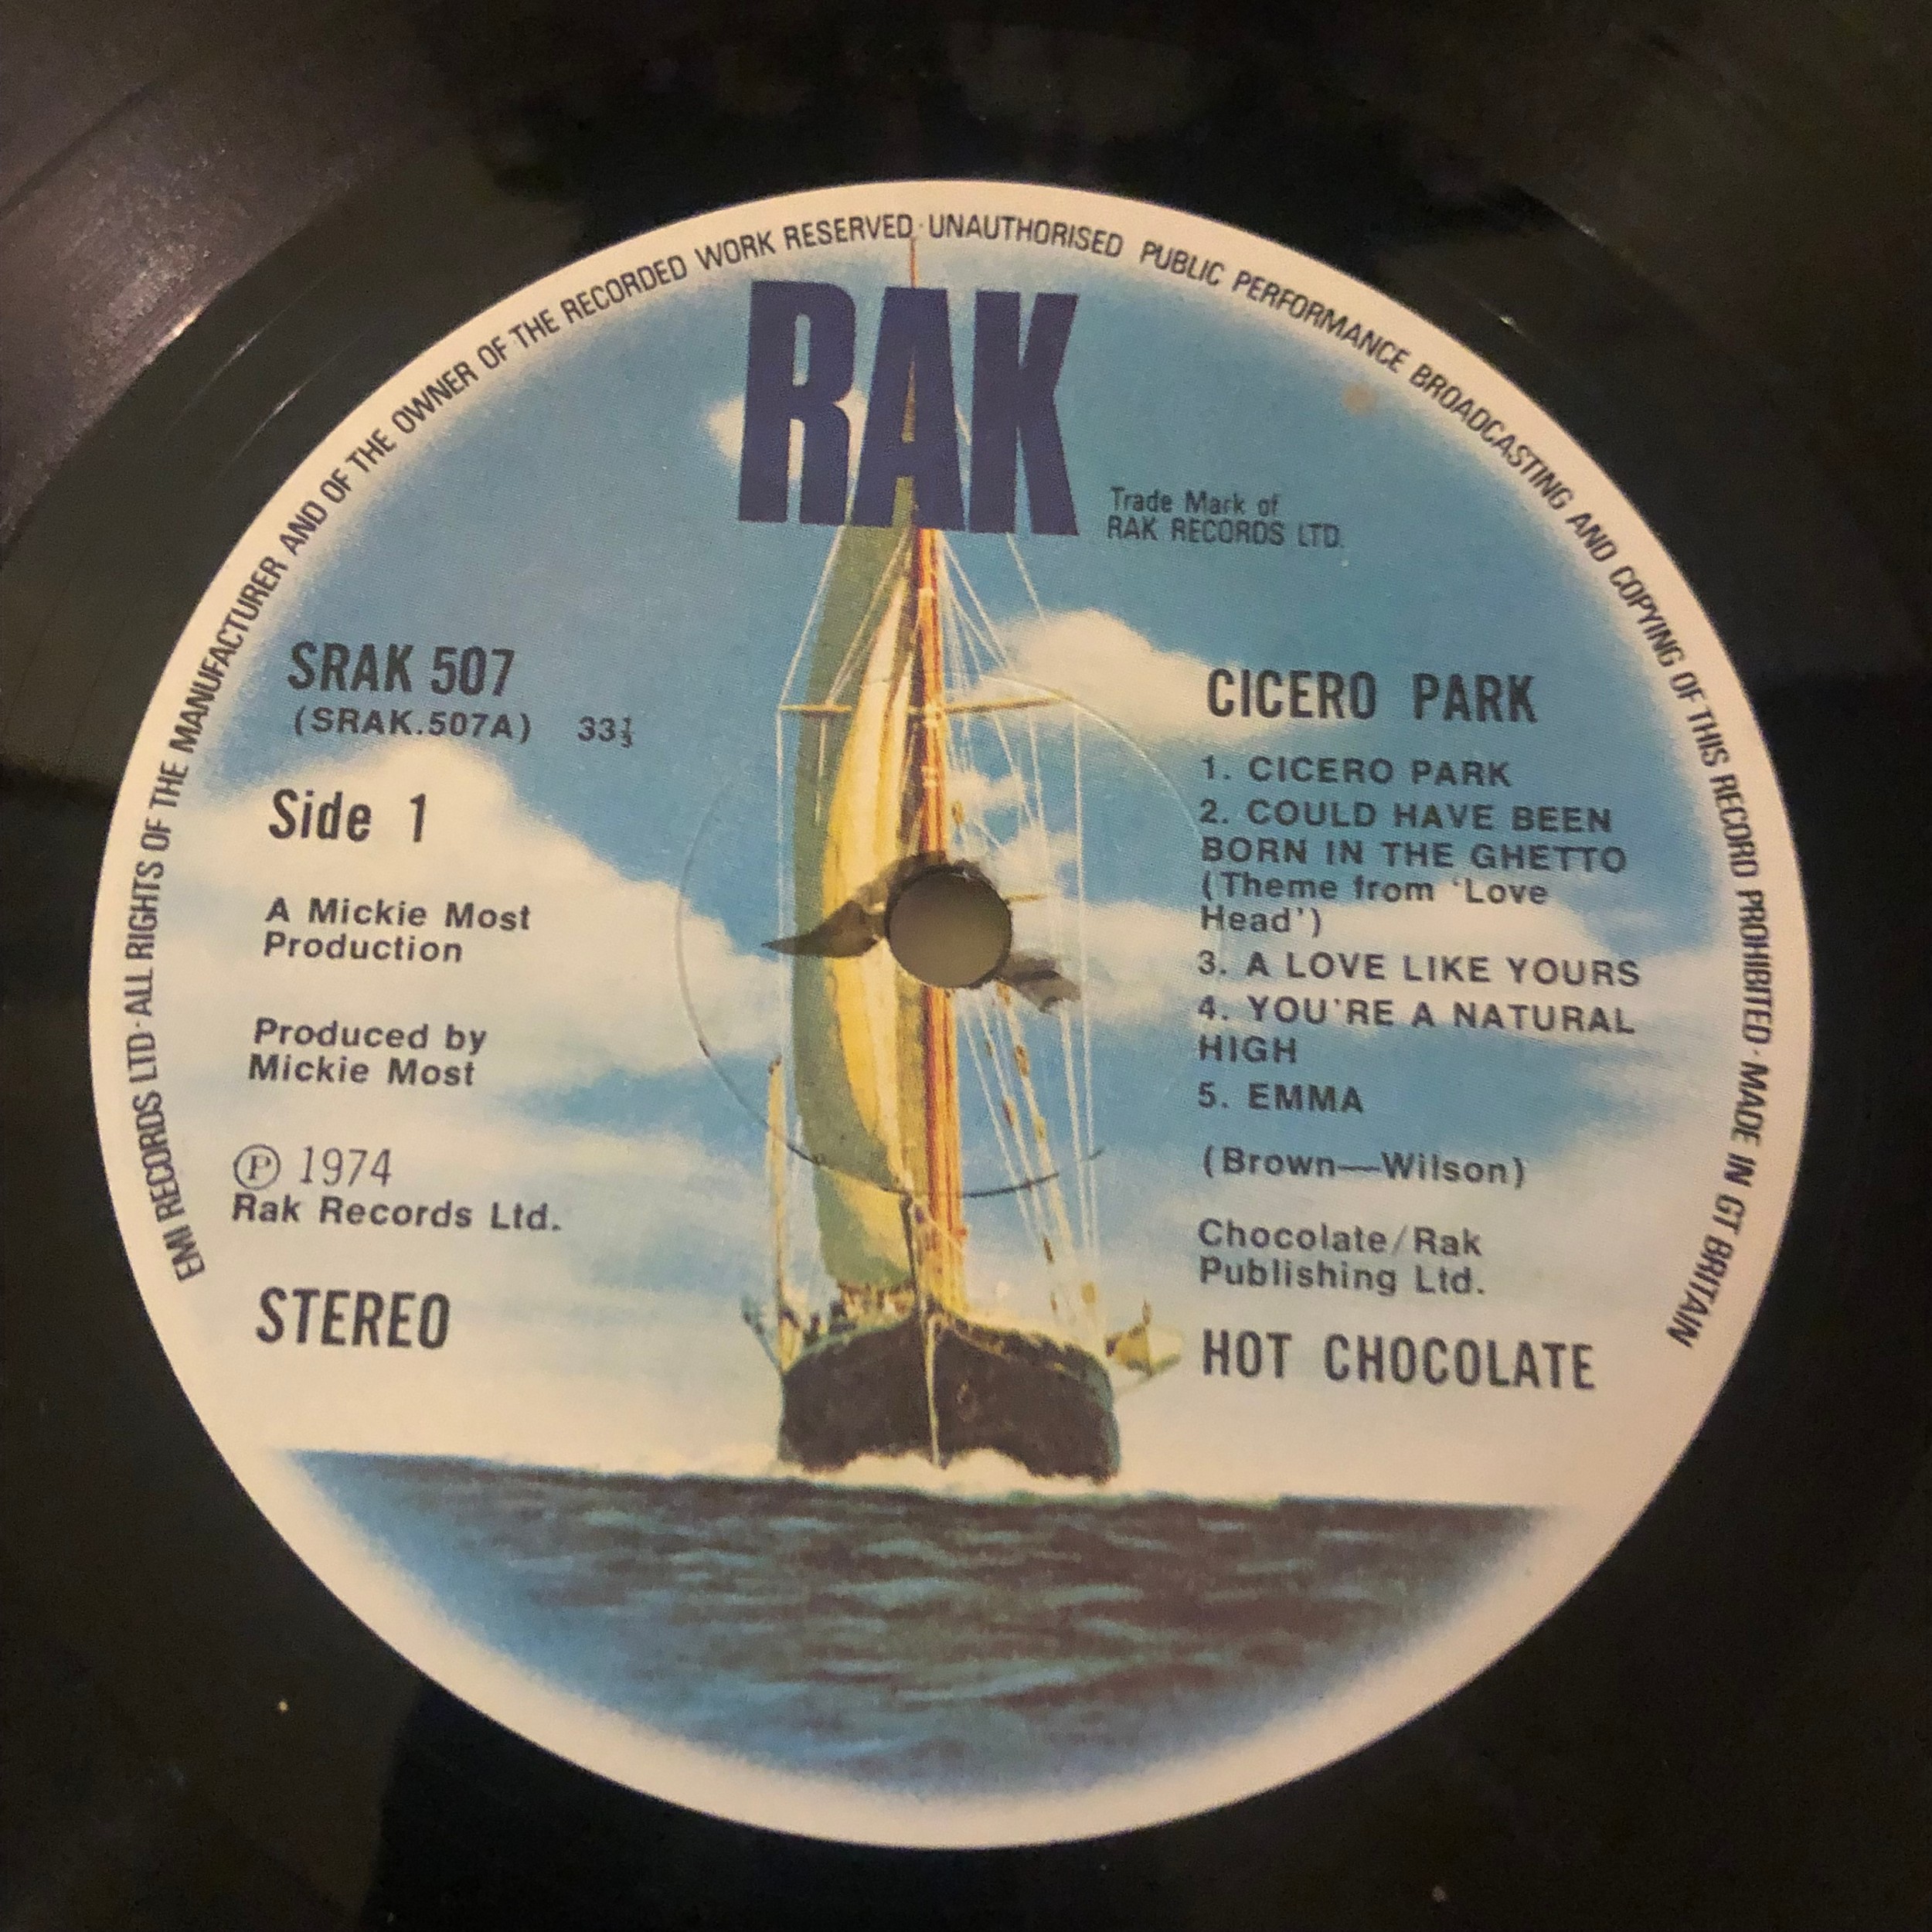 EMI RECORDS LTD·ALL RIGHTS OF THE MANUFACTURER AND OF THE OWNER OF THE RECORDED WORK RESERVED·UNAUTHORISED PUBLIC PERFORMANCE BROADCASTING AND COPYING OF THIS RECORD PROHIBITED·MADE IN GT BRITAIN
RAK
Trade Mark of
RAK RECORDS LTD.
SRAK 507
(SRAK.507A) 33⅓
Side 1
A Mickie Most
Production
Produced by
Mickie Most
Ⓟ 1974
Rak Records Ltd.
STEREO
CICERO PARK
1. CICERO PARK
2. COULD HAVE BEEN
BORN IN THE GHETTO
(Theme from 'Love
Head')
3. A LOVE LIKE YOURS
4. YOU'RE A NATURAL
HIGH
5. EMMA
(Brown—Wilson)
Chocolate/Rak
Publishing Ltd.
HOT CHOCOLATE